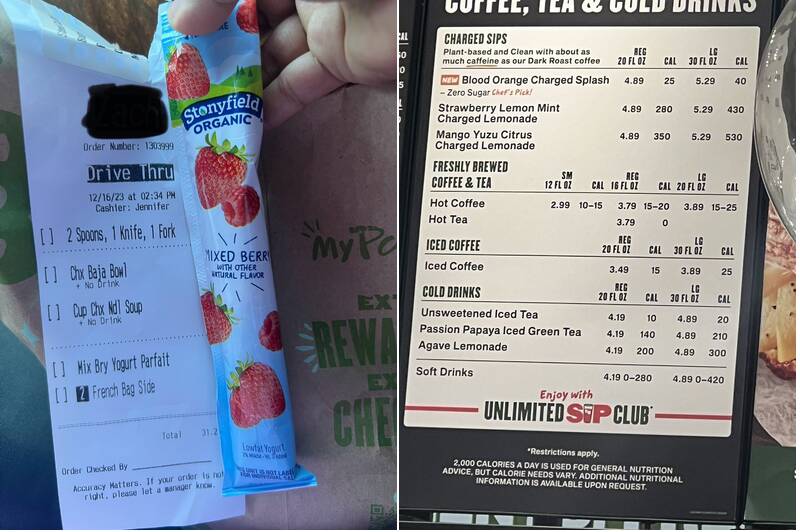 Order Number: 1303999
Drive Thru
12/16/23 at 02:34 PM
Cashier: Jennifer
[ ] 2 Spoons, 1 Knife, 1 Fork
[ ] Chx Baja Bowl
+ No Drink
[ ] Cup Chx Ndl Soup
+ No Drink
[ ] Mix Bry Yogurt Parfait
[ ] 2 French Bag Side
Total 31.2
Order Checked By
Accuracy Matters. If your order is not
right, please let a manager know.
Stonyfield
ORGANIC
MIXED BERRY
WITH OTHER
NATURAL FLAVOR
Lowfat Yogurt
MyPa
EX
REWA
EX
CHE
COFFEE, TEA & COLD DRINKS
CHARGED SIPS
Plant-based and Clean with about as
much caffeine as our Dark Roast coffee
REG LG
20 FL OZ CAL 30 FL OZ CAL
NEW Blood Orange Charged Splash 4.89 25 5.29 40
– Zero Sugar Chef's Pick!
Strawberry Lemon Mint 4.89 280 5.29 430
Charged Lemonade
Mango Yuzu Citrus 4.89 350 5.29 530
Charged Lemonade
FRESHLY BREWED
COFFEE & TEA
SM REG LG
12 FL OZ CAL 16 FL OZ CAL 20 FL OZ CAL
Hot Coffee 2.99 10–15 3.79 15–20 3.89 15–25
Hot Tea 3.79 0
ICED COFFEE
REG LG
20 FL OZ CAL 30 FL OZ CAL
Iced Coffee 3.49 15 3.89 25
COLD DRINKS
REG LG
20 FL OZ CAL 30 FL OZ CAL
Unsweetened Iced Tea 4.19 10 4.89 20
Passion Papaya Iced Green Tea 4.19 140 4.89 210
Agave Lemonade 4.19 200 4.89 300
Soft Drinks 4.19 0–280 4.89 0–420
Enjoy with
UNLIMITED SIP CLUB*
*Restrictions apply.
2,000 CALORIES A DAY IS USED FOR GENERAL NUTRITION
ADVICE, BUT CALORIE NEEDS VARY. ADDITIONAL NUTRITIONAL
INFORMATION IS AVAILABLE UPON REQUEST.